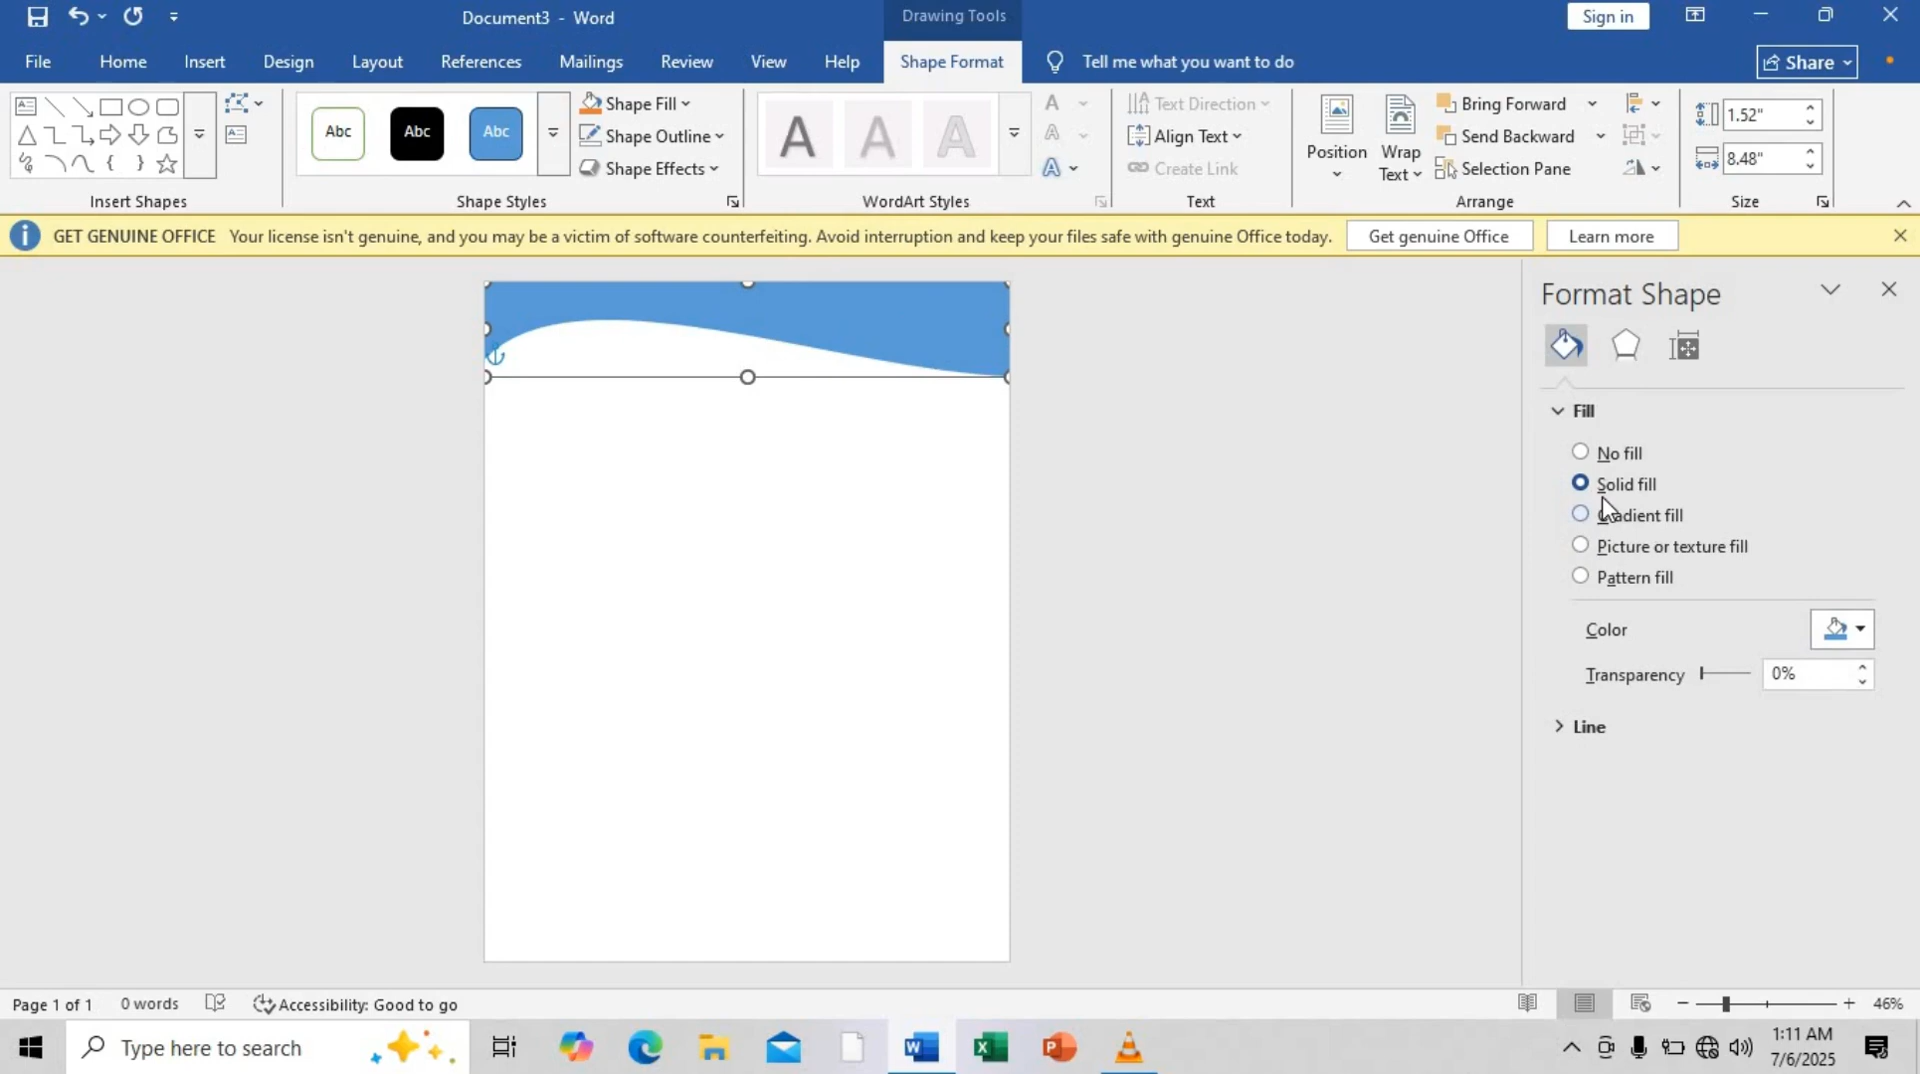 Document3 - Word
Drawing Tools
Sign in
File Home Insert Design Layout References Mailings Review View Help Shape Format Tell me what you want to do Share
Abc Abc Abc
Shape Fill
Shape Outline
Shape Effects
A A A
A
A
A
Text Direction
Align Text
Create Link
Position
Wrap Text
Bring Forward
Send Backward
Selection Pane
1.52"
8.48"
Insert Shapes Shape Styles WordArt Styles Text Arrange Size
GET GENUINE OFFICE Your license isn't genuine, and you may be a victim of software counterfeiting. Avoid interruption and keep your files safe with genuine Office today. Get genuine Office Learn more
Format Shape
Fill
No fill
Solid fill
Gradient fill
Picture or texture fill
Pattern fill
Color
Transparency 0%
Line
Page 1 of 1 0 words Accessibility: Good to go 46%
Type here to search
1:11 AM
7/6/2025